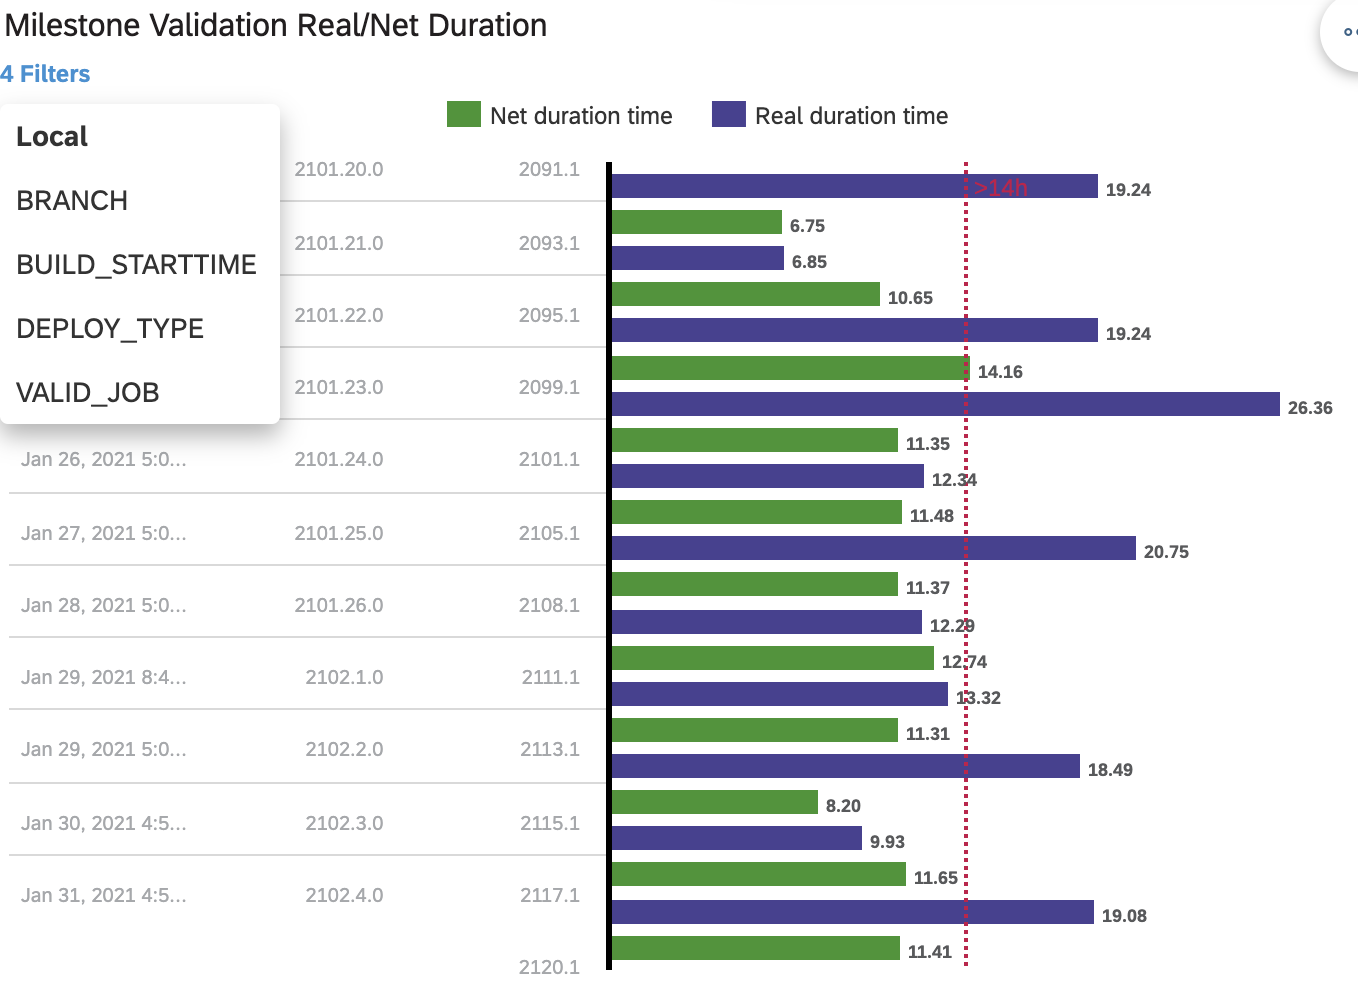 Milestone Validation Real/Net Duration
4 Filters
Net duration time Real duration time
Local
BRANCH
BUILD_STARTTIME
DEPLOY_TYPE
VALID_JOB
2101.20.0 2091.1
>14h 19.24
6.75
2101.21.0 2093.1
6.85
10.65
2101.22.0 2095.1
19.24
14.16
2101.23.0 2099.1
26.36
11.35
Jan 26, 2021 5:0... 2101.24.0 2101.1
12.34
11.48
Jan 27, 2021 5:0... 2101.25.0 2105.1
20.75
11.37
Jan 28, 2021 5:0... 2101.26.0 2108.1
12.29
12.74
Jan 29, 2021 8:4... 2102.1.0 2111.1
13.32
11.31
Jan 29, 2021 5:0... 2102.2.0 2113.1
18.49
8.20
Jan 30, 2021 4:5... 2102.3.0 2115.1
9.93
11.65
Jan 31, 2021 4:5... 2102.4.0 2117.1
19.08
11.41
2120.1